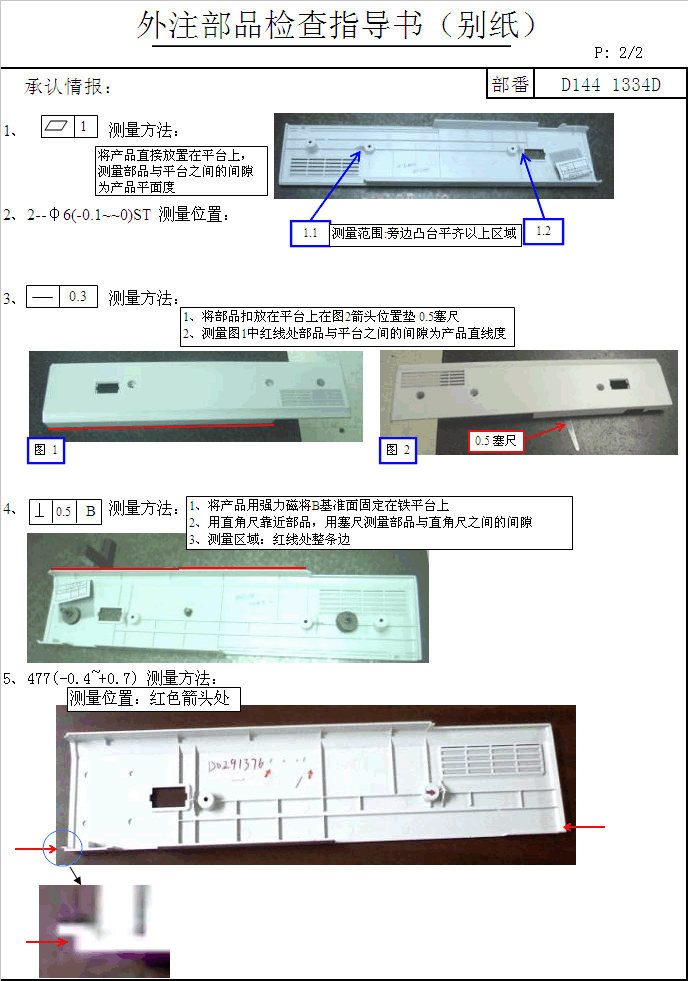 外注部品检查指导书（别纸）
P: 2/2
承认情报：
部番 D144 1334D
1、 1 测量方法：
将产品直接放置在平台上，
测量部品与平台之间的间隙
为产品平面度
2、2--φ6(-0.1~~0)ST 测量位置：
1.1 测量范围:旁边凸台平齐以上区域 1.2
3、 0.3 测量方法：
1、将部品扣放在平台上在图2箭头位置垫 0.5塞尺
2、测量图1中红线处部品与平台之间的间隙为产品直线度
图 1
图 2
0.5 塞尺
4、 ⊥ 0.5 B 测量方法：
1、将产品用强力磁将B基准面固定在铁平台上
2、用直角尺靠近部品，用塞尺测量部品与直角尺之间的间隙
3、测量区域：红线处整条边
5、477(-0.4~+0.7) 测量方法：
测量位置：红色箭头处